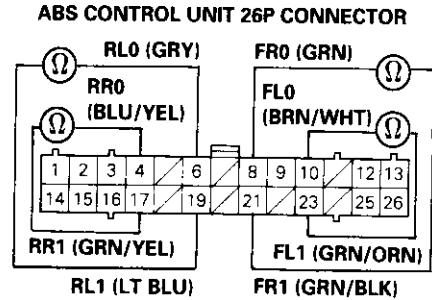 ABS CONTROL UNIT 26P CONNECTOR
RL0 (GRY) FR0 (GRN)
Ω Ω
RR0 FL0
(BLU/YEL) (BRN/WHT)
Ω Ω
1 2 3 4 6 8 9 10 12 13
14 15 16 17 19 21 23 25 26
RR1 (GRN/YEL) FL1 (GRN/ORN)
RL1 (LT BLU) FR1 (GRN/BLK)